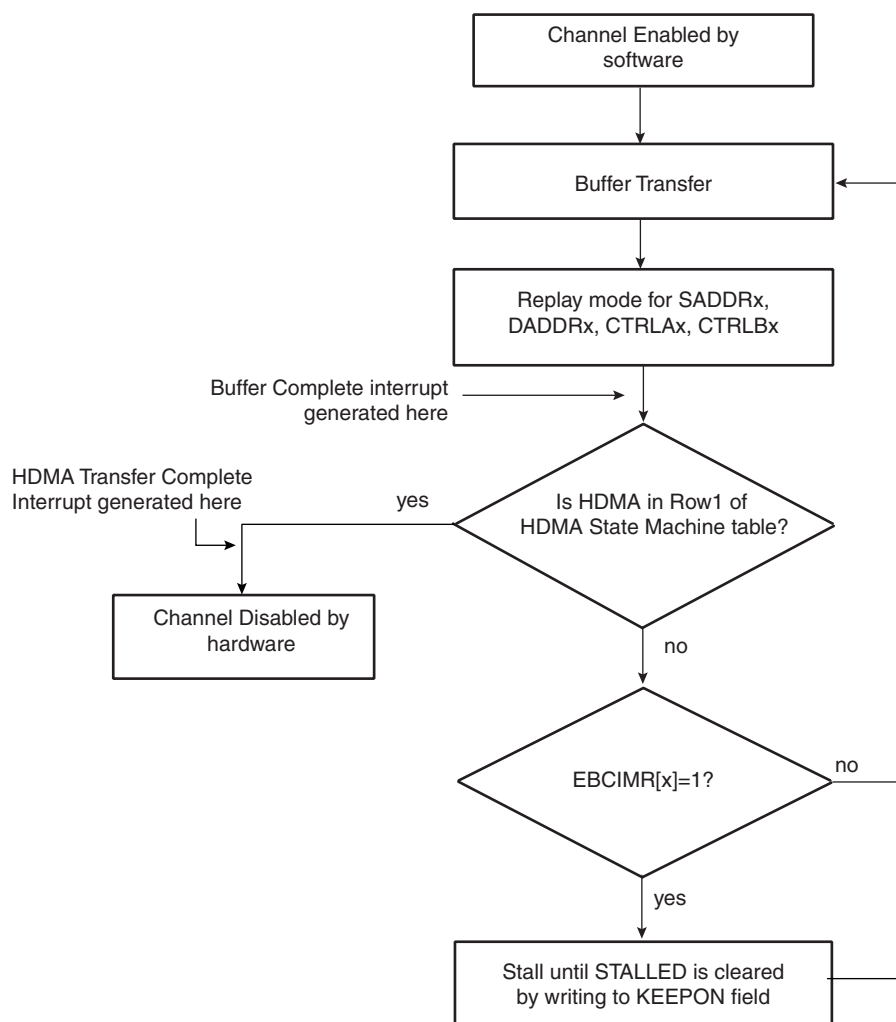 Channel Enabled by
software
Buffer Transfer
Replay mode for SADDRx,
DADDRx, CTRLAx, CTRLBx
Buffer Complete interrupt
generated here
HDMA Transfer Complete
Interrupt generated here
yes
Is HDMA in Row1 of
HDMA State Machine table?
Channel Disabled by
hardware
no
EBCIMR[x]=1?
no
yes
Stall until STALLED is cleared
by writing to KEEPON field